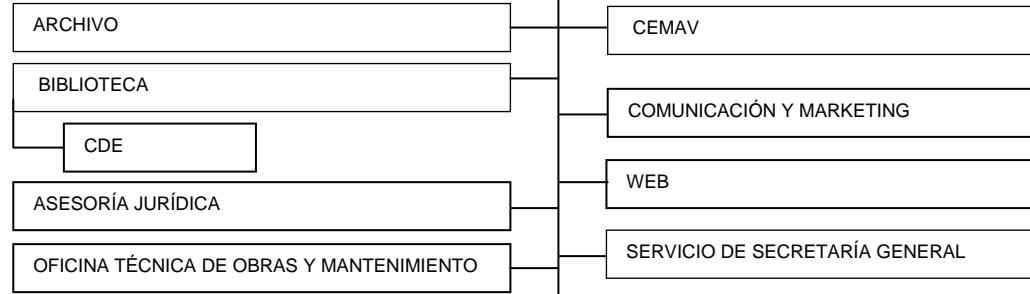 ARCHIVO
BIBLIOTECA
CDE
ASESORÍA JURÍDICA
OFICINA TÉCNICA DE OBRAS Y MANTENIMIENTO
CEMAV
COMUNICACIÓN Y MARKETING
WEB
SERVICIO DE SECRETARÍA GENERAL